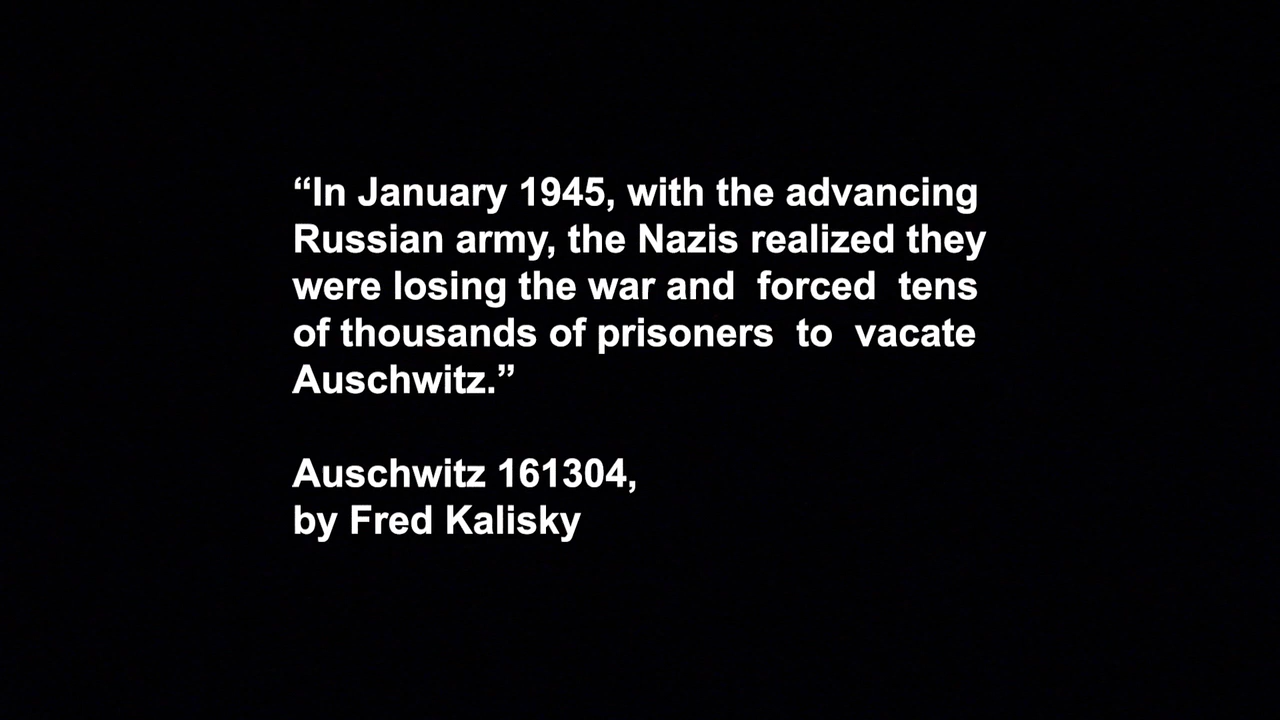 “In January 1945, with the advancing
Russian army, the Nazis realized they
were losing the war and  forced  tens
of thousands of prisoners  to  vacate
Auschwitz.”
Auschwitz 161304,
by Fred Kalisky